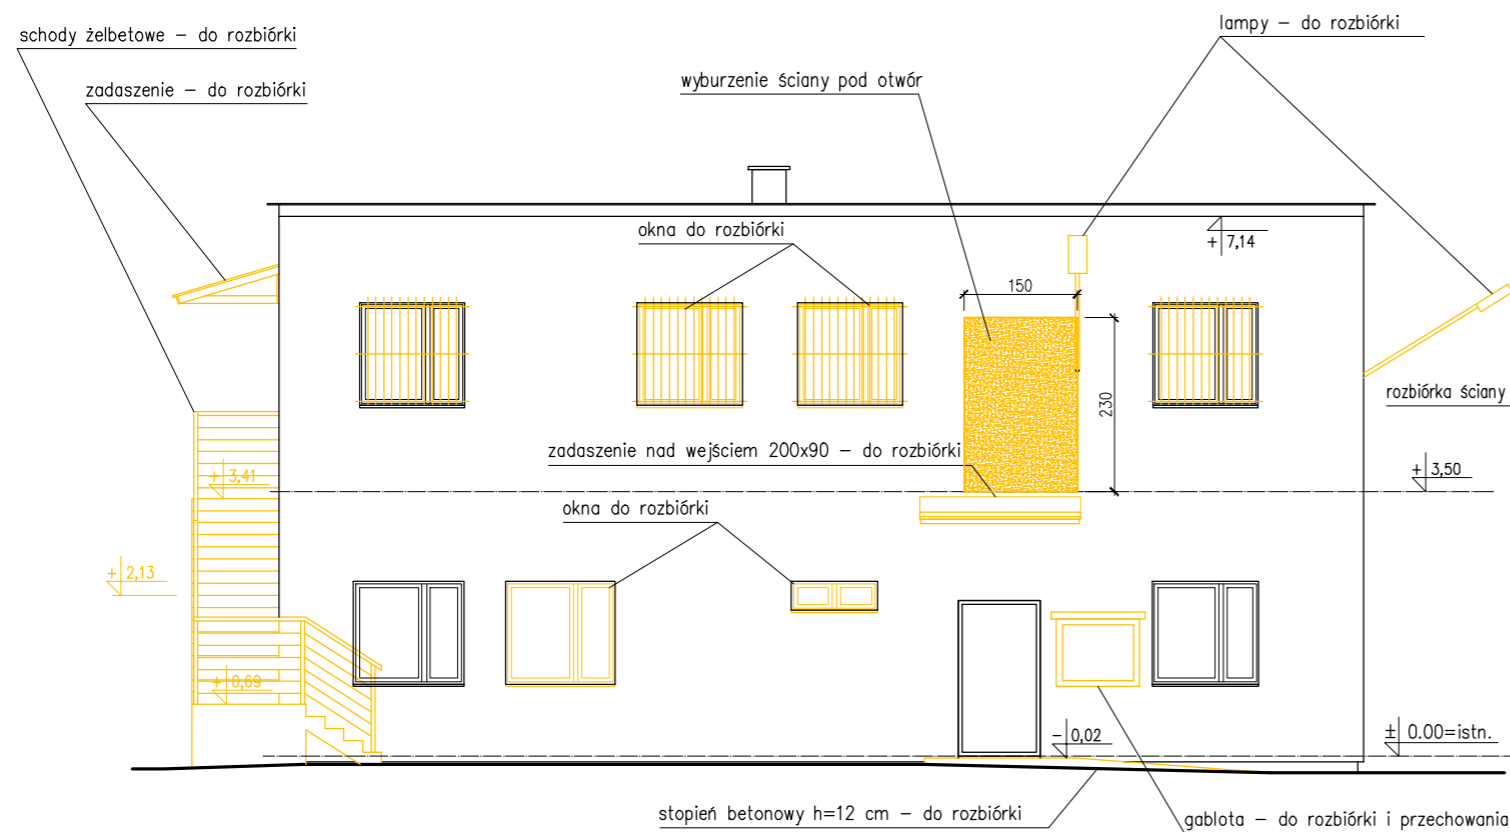 lampy – do rozbiórki
schody żelbetowe – do rozbiórki
wyburzenie ściany pod otwór
zadaszenie – do rozbiórki
okna do rozbiórki
+ 7,14
150
230
rozbiórka ściany
zadaszenie nad wejściem 200x90 – do rozbiórki
+ 3,41
+ 3,50
okna do rozbiórki
+ 2,13
+ 0,69
– 0,02
± 0.00=istn.
stopień betonowy h=12 cm – do rozbiórki
gablota – do rozbiórki i przechowania